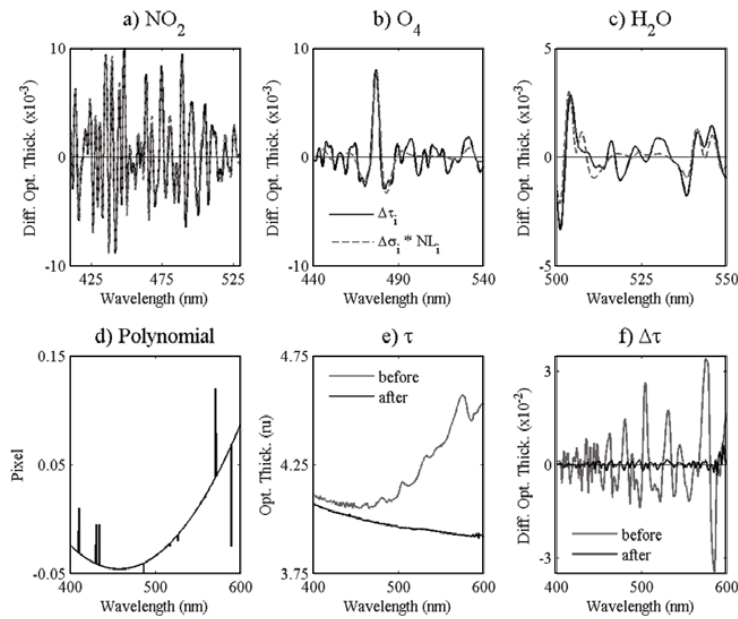 a) NO2
b) O4
c) H2O
Diff. Opt. Thick. (x10-3)
10
0
-10
425
475
525
Wavelength (nm)
Diff. Opt. Thick. (x10-3)
10
0
-10
Δτi
Δσi * NLi
440
490
540
Wavelength (nm)
Diff. Opt. Thick. (x10-3)
5
0
-5
500
525
550
Wavelength (nm)
d) Polynomial
e) τ
f) Δτ
Pixel
0.15
0.05
-0.05
400
500
600
Wavelength (nm)
Opt. Thick. (ru)
4.75
4.25
3.75
before
after
400
500
600
Wavelength (nm)
Diff. Opt. Thick. (x10-2)
3
0
-3
before
after
400
500
600
Wavelength (nm)